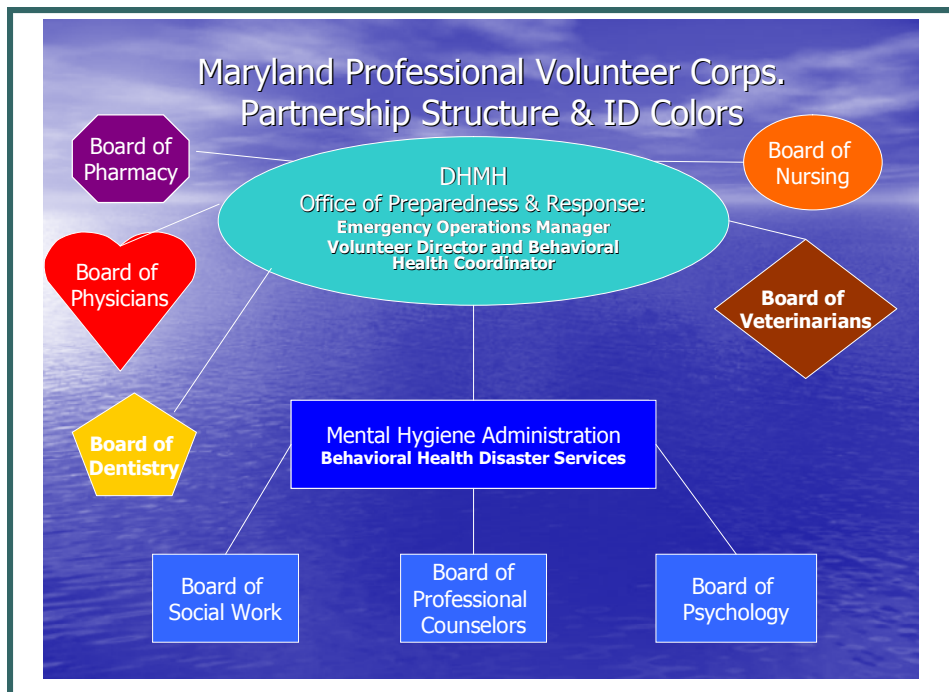 Maryland Professional Volunteer Corps.
Partnership Structure & ID Colors
Board of
Pharmacy
DHMH
Office of Preparedness & Response:
Emergency Operations Manager
Volunteer Director and Behavioral
Health Coordinator
Board of
Nursing
Board of
Physicians
Board of
Veterinarians
Board of
Dentistry
Mental Hygiene Administration
Behavioral Health Disaster Services
Board of
Social Work
Board of
Professional
Counselors
Board of
Psychology